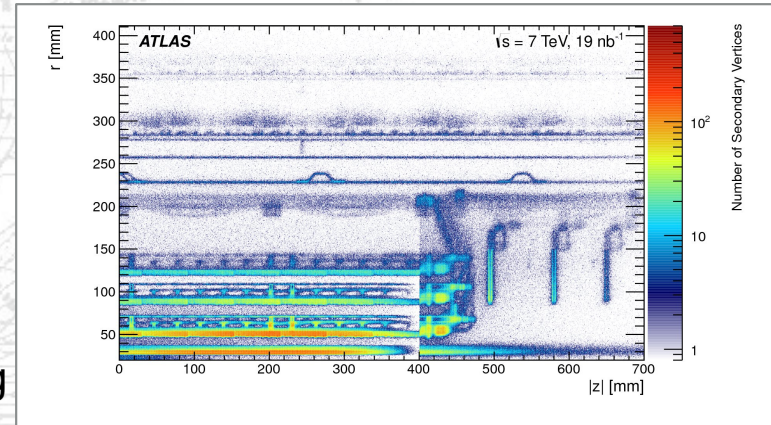 ATLAS
√s = 7 TeV, 19 nb-1
r [mm]
400
350
300
250
200
150
100
50
0 100 200 300 400 500 600 700
|z| [mm]
Number of Secondary Vertices
10²
10
1
g